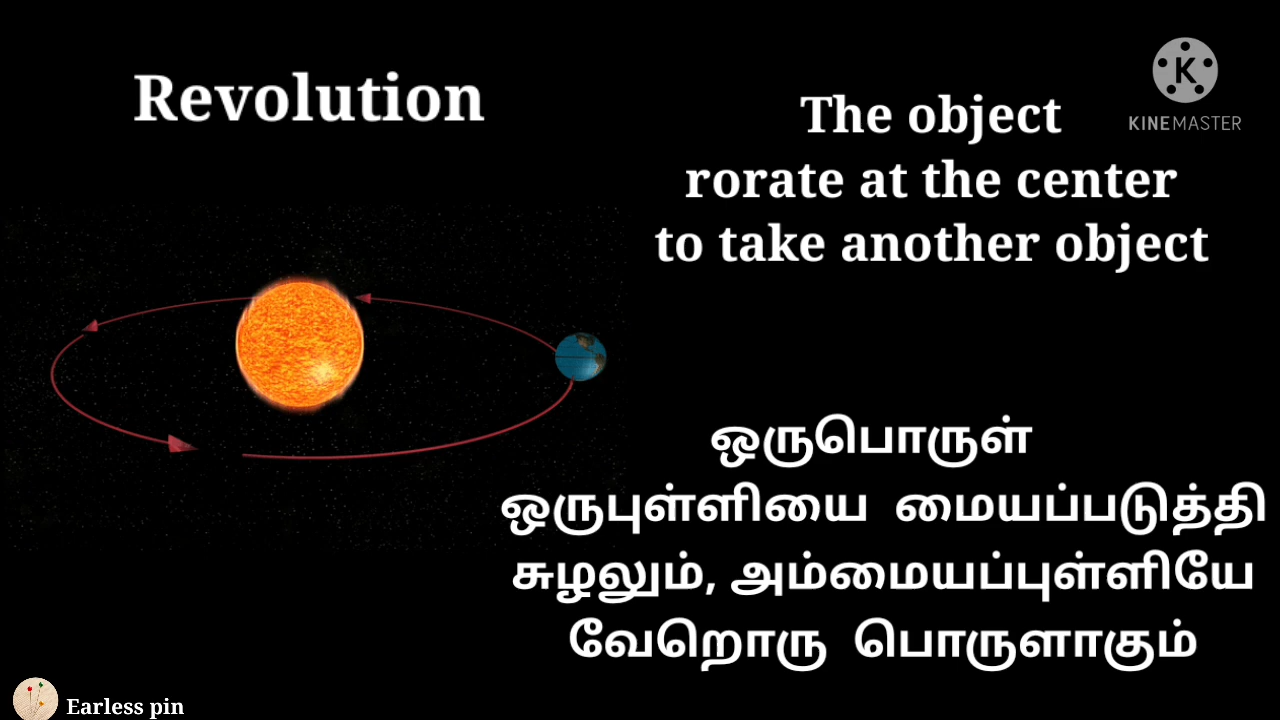 Revolution
The object
rorate at the center
to take another object
K
KINEMASTER
ஒருபொருள்
ஒருபுள்ளியை மையப்படுத்தி
சுழலும், அம்மையப்புள்ளியே
வேறொரு பொருளாகும்
Earless pin